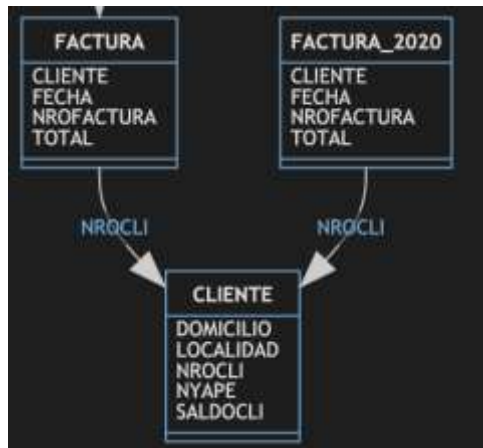 FACTURA
CLIENTE
FECHA
NROFACTURA
TOTAL
FACTURA_2020
CLIENTE
FECHA
NROFACTURA
TOTAL
NROCLI
NROCLI
CLIENTE
DOMICILIO
LOCALIDAD
NROCLI
NYAPE
SALDOCLI